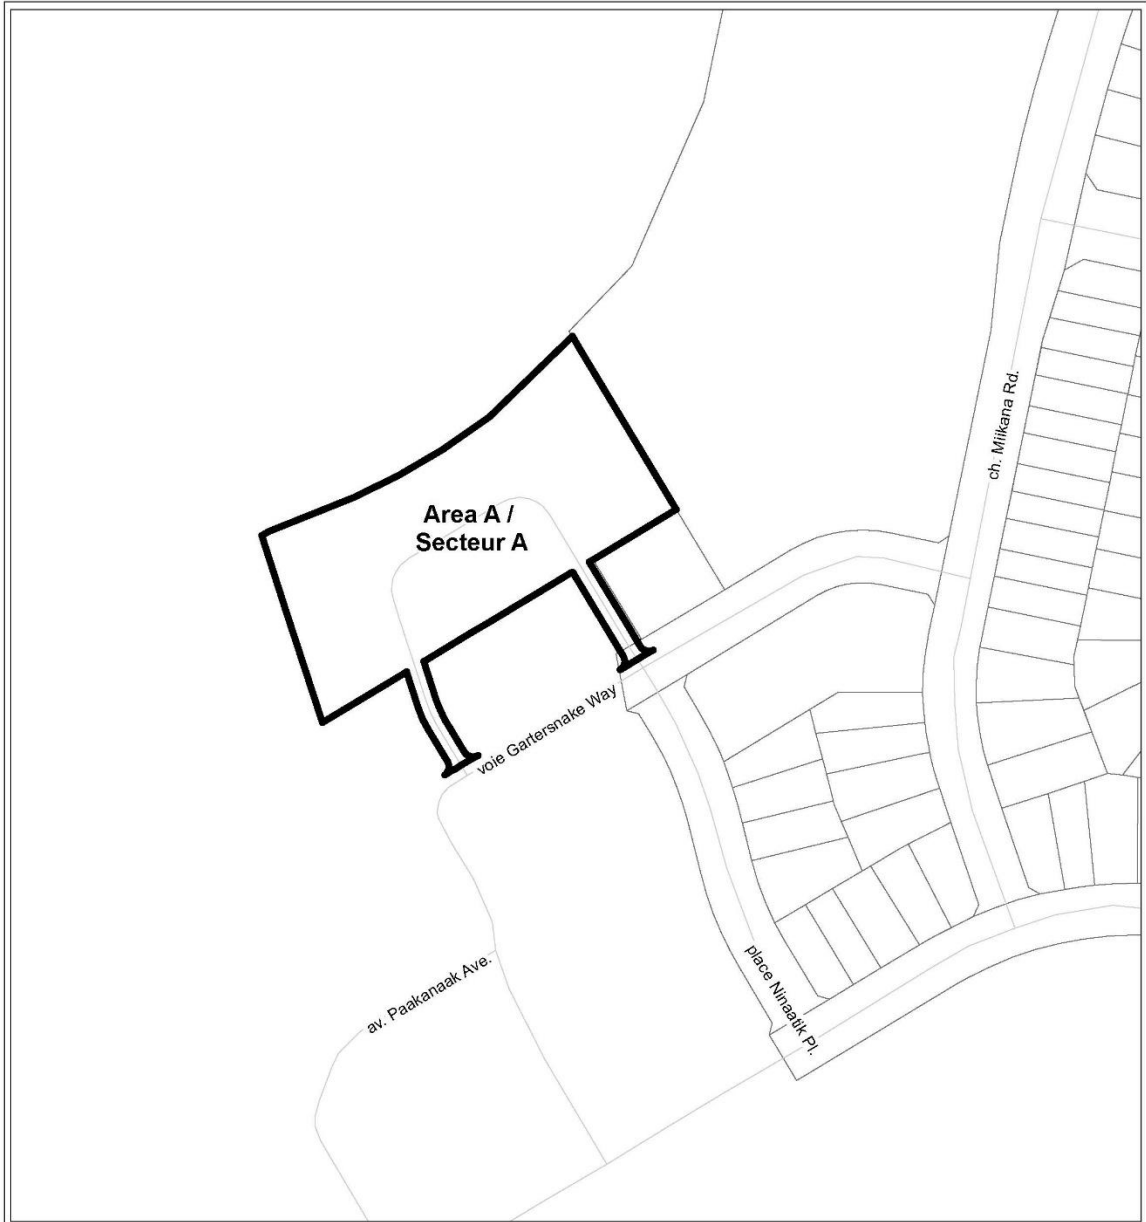 Area A /
Secteur A
ch. Miikana Rd.
voie Gartersnake Way
av. Paakanaak Ave.
place Ninaatik Pl.